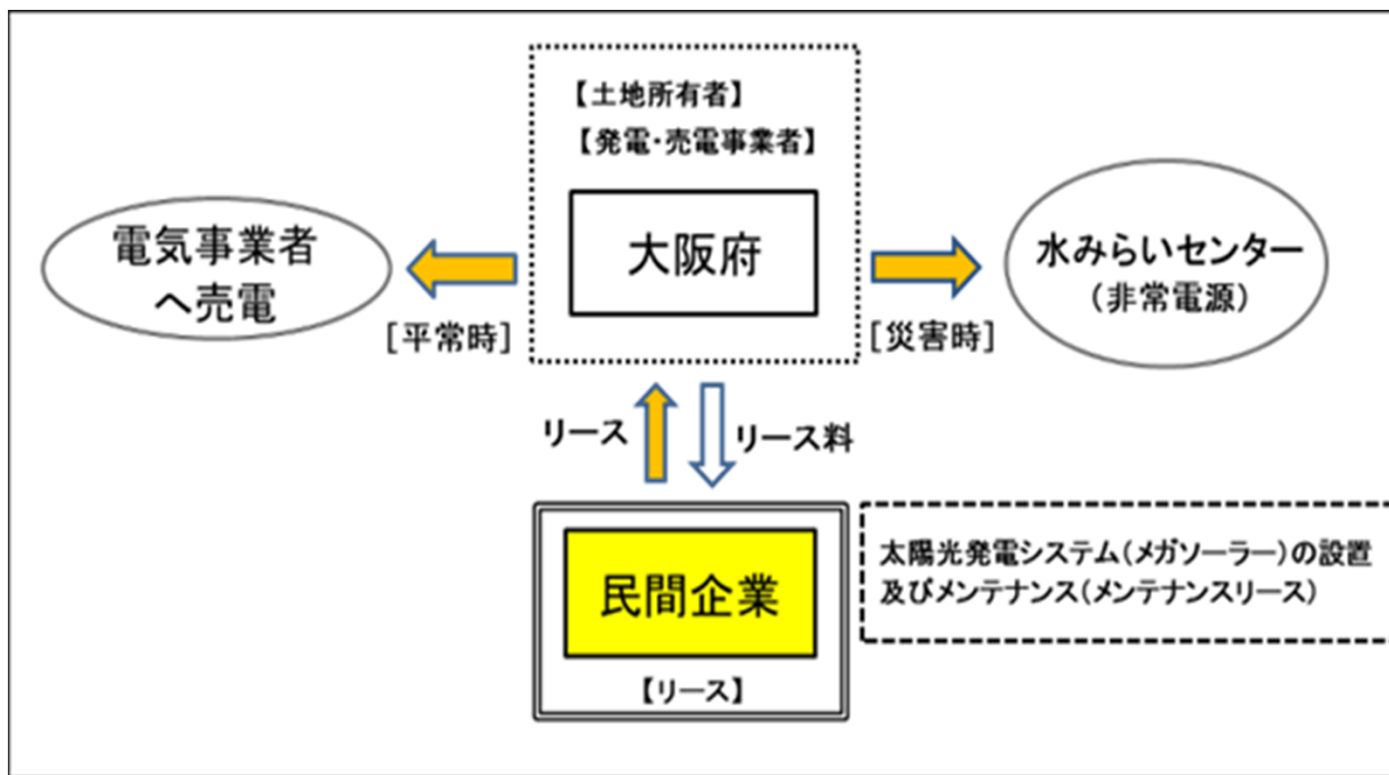 【土地所有者】
【発電・売電事業者】
大阪府
電気事業者
へ売電
[平常時]
水みらいセンター
（非常電源）
[災害時]
リース
リース料
民間企業
【リース】
太陽光発電システム(メガソーラー)の設置
及びメンテナンス(メンテナンスリース)